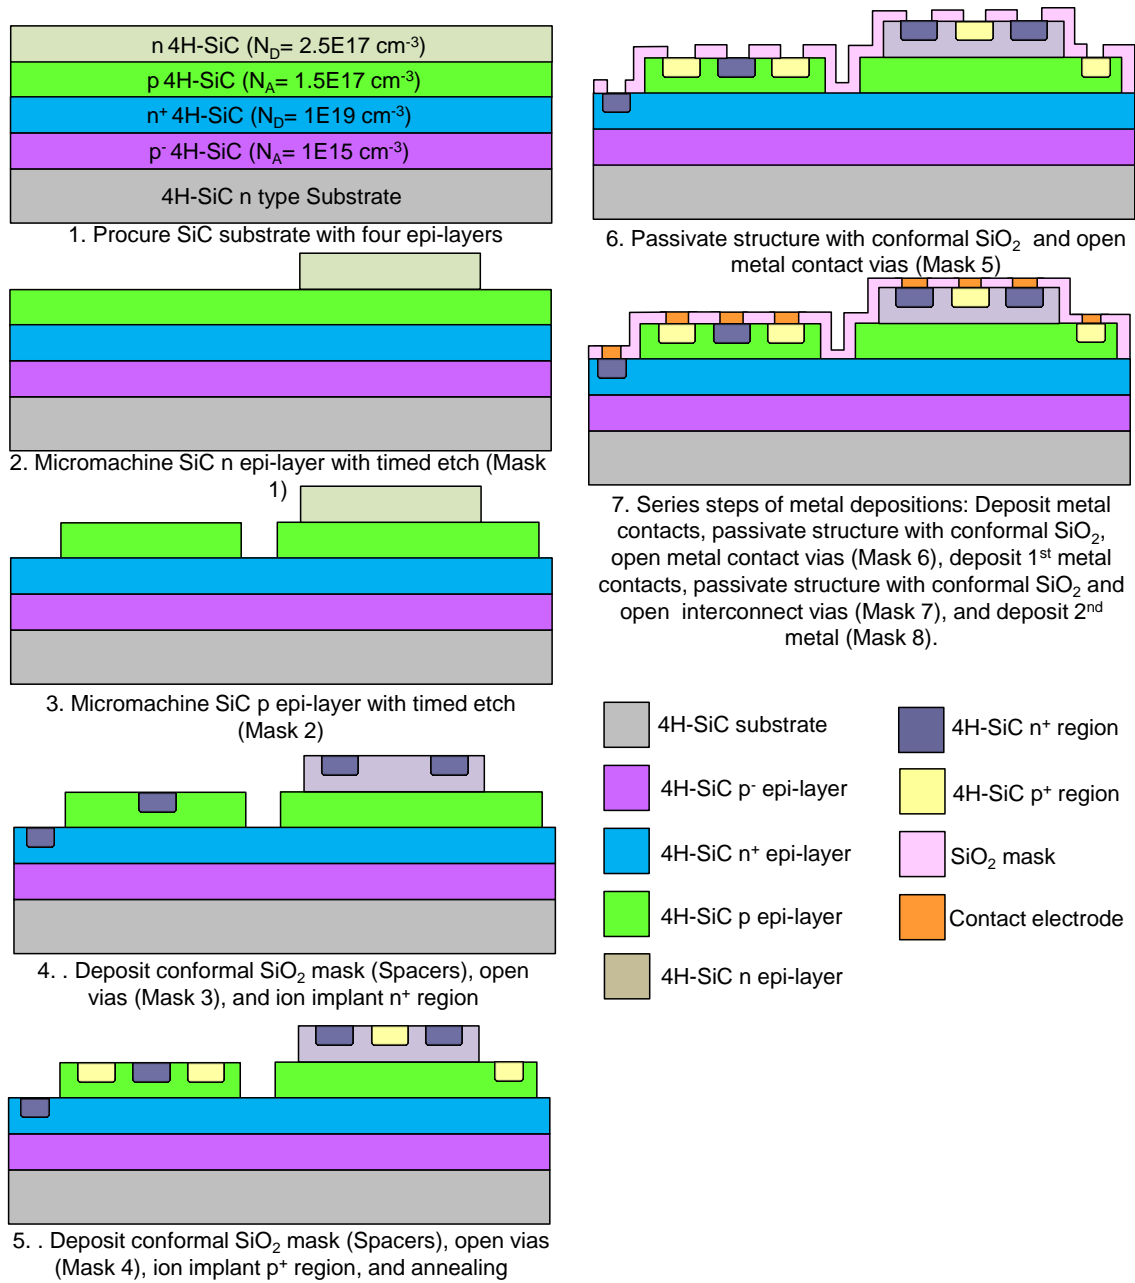 n 4H-SiC (N_D= 2.5E17 cm⁻³)
p 4H-SiC (N_A= 1.5E17 cm⁻³)
n⁺ 4H-SiC (N_D= 1E19 cm⁻³)
p⁻ 4H-SiC (N_A= 1E15 cm⁻³)
4H-SiC n type Substrate
1. Procure SiC substrate with four epi-layers
2. Micromachine SiC n epi-layer with timed etch (Mask
1)
3. Micromachine SiC p epi-layer with timed etch
(Mask 2)
4. . Deposit conformal SiO₂ mask (Spacers), open
vias (Mask 3), and ion implant n⁺ region
5. . Deposit conformal SiO₂ mask (Spacers), open vias
(Mask 4), ion implant p⁺ region, and annealing
6. Passivate structure with conformal SiO₂ and open
metal contact vias (Mask 5)
7. Series steps of metal depositions: Deposit metal
contacts, passivate structure with conformal SiO₂,
open metal contact vias (Mask 6), deposit 1ˢᵗ metal
contacts, passivate structure with conformal SiO₂ and
open interconnect vias (Mask 7), and deposit 2ⁿᵈ
metal (Mask 8).
4H-SiC substrate
4H-SiC p⁻ epi-layer
4H-SiC n⁺ epi-layer
4H-SiC p epi-layer
4H-SiC n epi-layer
4H-SiC n⁺ region
4H-SiC p⁺ region
SiO₂ mask
Contact electrode